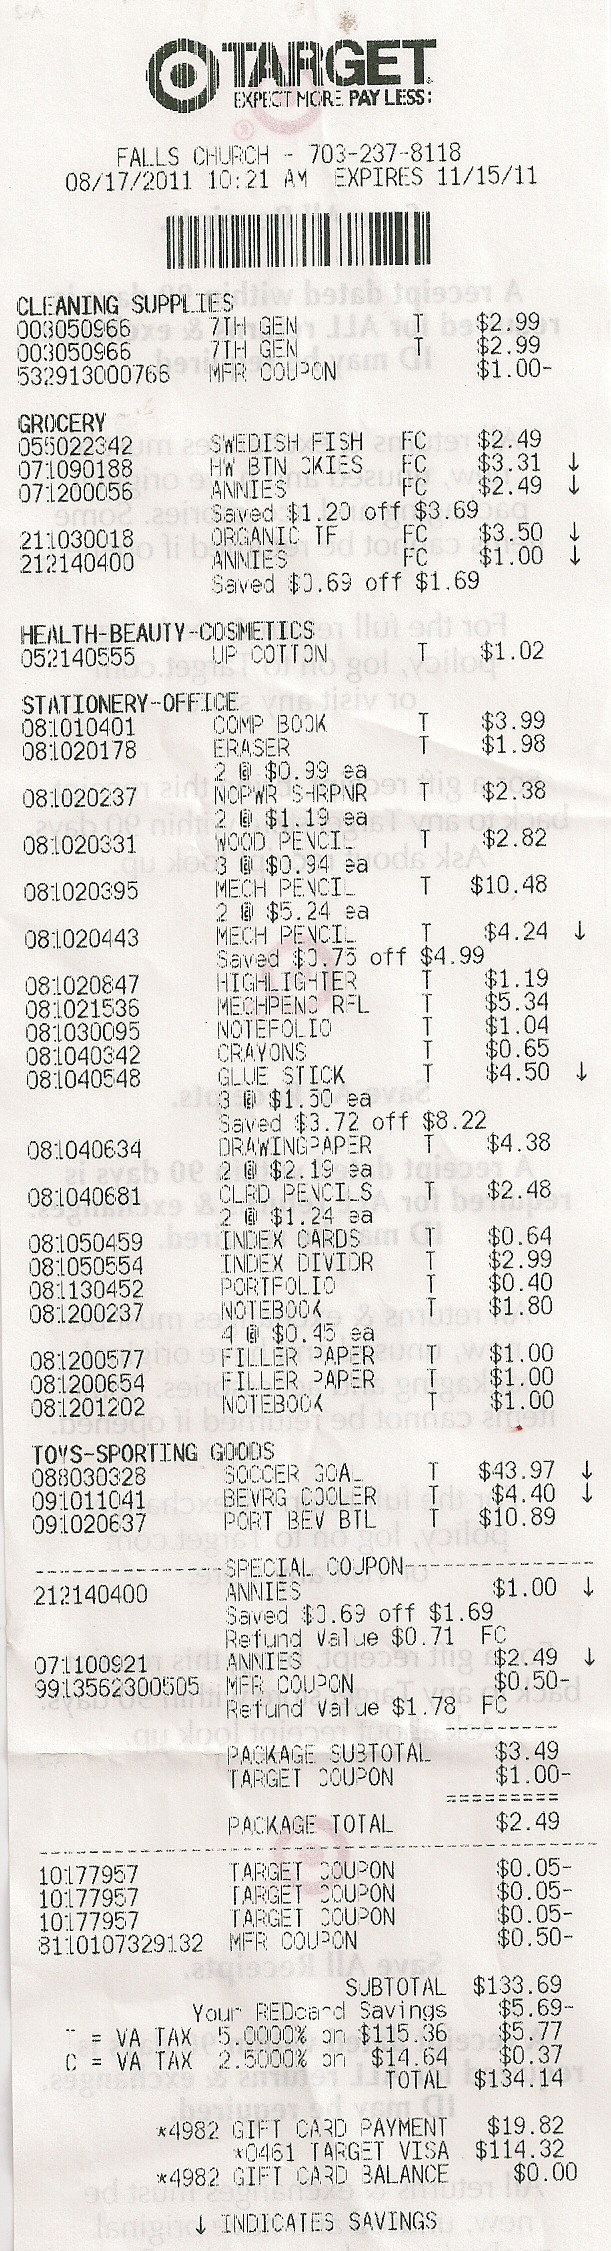 TARGET
EXPECT MORE. PAY LESS:
FALLS CHURCH - 703-237-8118
08/17/2011 10:21 AM EXPIRES 11/15/11
CLEANING SUPPLIES
003050966 7TH GEN T $2.99
003050966 7TH GEN T $2.99
532913000766 MFR COUPON $1.00-
GROCERY
055022342 SWEDISH FISH FC $2.49
071090188 HW BTN CKIES FC $3.31 ↓
071200056 ANNIES FC $2.49 ↓
Saved $1.20 off $3.69
211030018 ORGANIC TF FC $3.50 ↓
212140400 ANNIES FC $1.00 ↓
Saved $0.69 off $1.69
HEALTH-BEAUTY-COSMETICS
052140555 UP COTTON T $1.02
STATIONERY-OFFICE
081010401 COMP BOOK T $3.99
081020178 ERASER T $1.98
2 @ $0.99 ea
081020237 NOPWR SHRPNR T $2.38
2 @ $1.19 ea
081020331 WOOD PENCIL T $2.82
3 @ $0.94 ea
081020395 MECH PENCIL T $10.48
2 @ $5.24 ea
081020443 MECH PENCIL T $4.24 ↓
Saved $0.75 off $4.99
081020847 HIGHLIGHTER T $1.19
081021536 MECHPENC RFL T $5.34
081030095 NOTEFOLIO T $1.04
081040342 CRAYONS T $0.65
081040548 GLUE STICK T $4.50 ↓
3 @ $1.50 ea
Saved $3.72 off $8.22
081040634 DRAWINGPAPER T $4.38
2 @ $2.19 ea
081040681 CLRD PENCILS T $2.48
2 @ $1.24 ea
081050459 INDEX CARDS T $0.64
081050554 INDEX DIVIDR T $2.99
081130452 PORTFOLIO T $0.40
081200237 NOTEBOOK T $1.80
4 @ $0.45 ea
081200577 FILLER PAPER T $1.00
081200654 FILLER PAPER T $1.00
081201202 NOTEBOOK T $1.00
TOYS-SPORTING GOODS
088030328 SOCCER GOAL T $43.97 ↓
091011041 BEVRG COOLER T $4.40 ↓
091020637 PORT BEV BTL T $10.89
---------------SPECIAL COUPON---------------
212140400 ANNIES $1.00 ↓
Saved $0.69 off $1.69
Refund Value $0.71 FC
071100921 ANNIES $2.49 ↓
9913562300505 MFR COUPON $0.50-
Refund Value $1.78 FC
---------
PACKAGE SUBTOTAL $3.49
TARGET COUPON $1.00-
=========
PACKAGE TOTAL $2.49
--------------------------------------------
10177957 TARGET COUPON $0.05-
10177957 TARGET COUPON $0.05-
10177957 TARGET COUPON $0.05-
8110107329132 MFR COUPON $0.50-
SUBTOTAL $133.69
Your REDcard Savings $5.69-
T = VA TAX 5.0000% on $115.36 $5.77
C = VA TAX 2.5000% on $14.64 $0.37
TOTAL $134.14
*4982 GIFT CARD PAYMENT $19.82
*0461 TARGET VISA $114.32
*4982 GIFT CARD BALANCE $0.00
↓ INDICATES SAVINGS